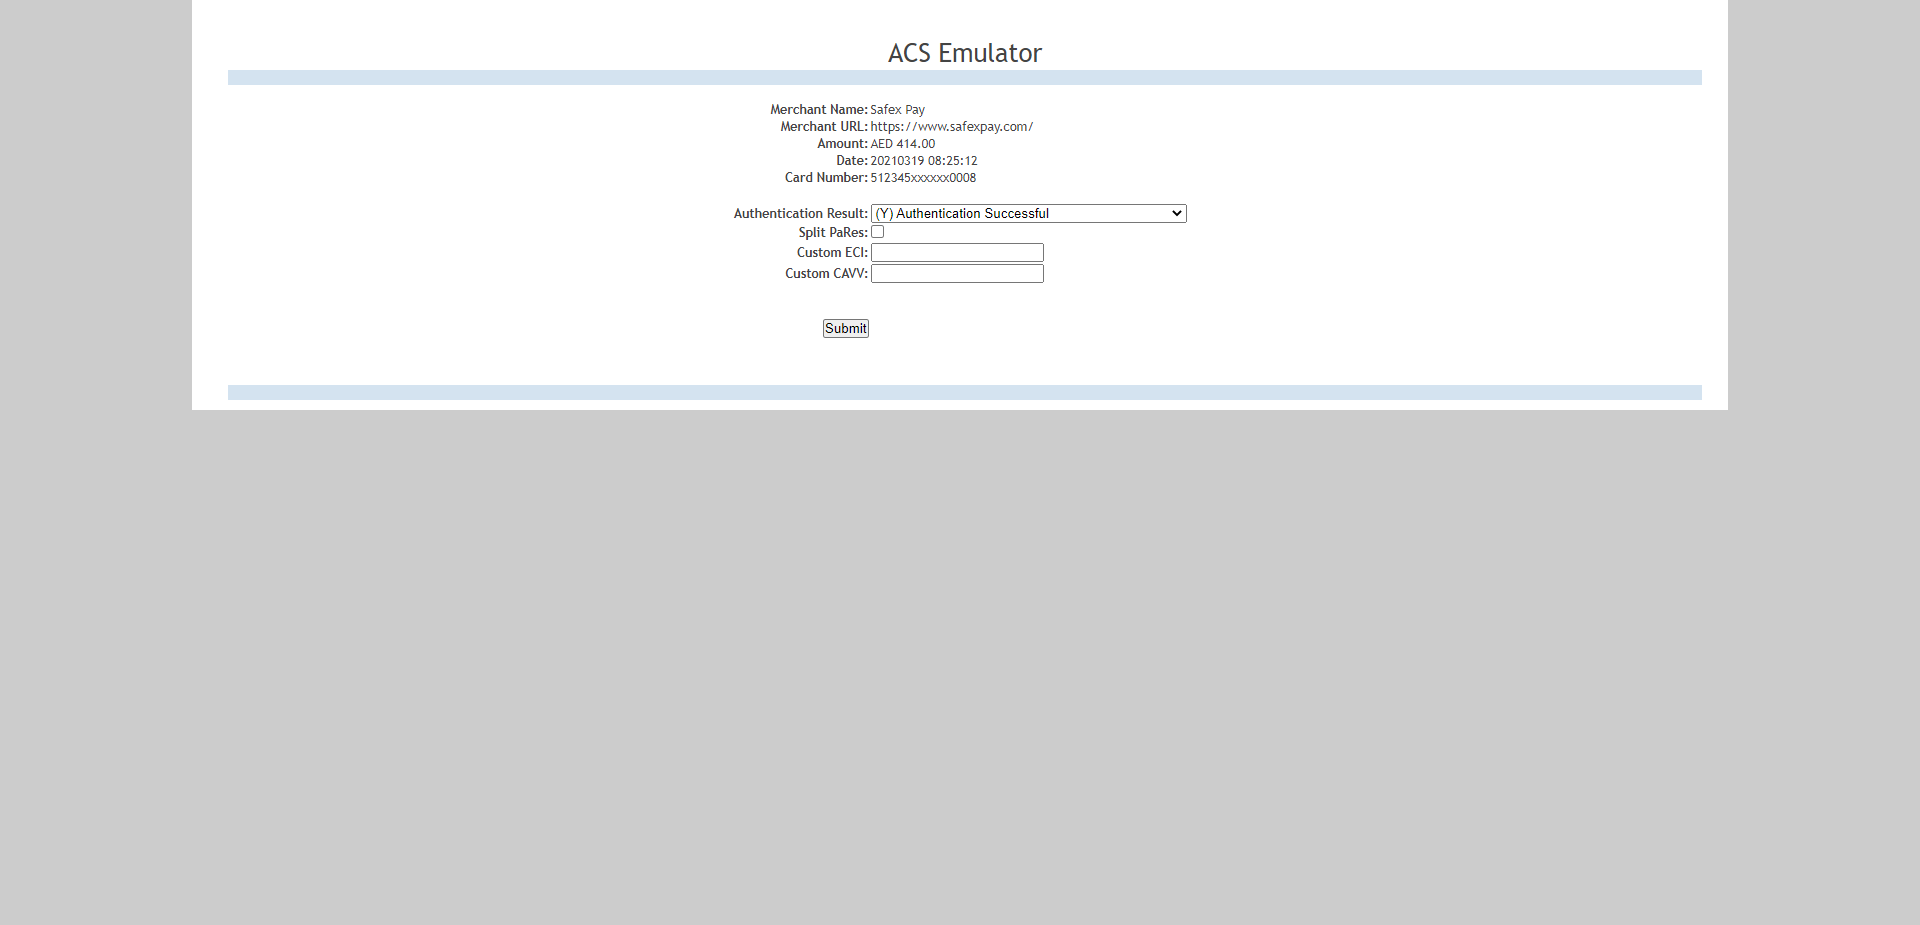 ACS Emulator
Merchant Name: Safex Pay
Merchant URL: https://www.safexpay.com/
Amount: AED 414.00
Date: 20210319 08:25:12
Card Number: 512345xxxxxx0008
Authentication Result: (Y) Authentication Successful
Split PaRes:
Custom ECI:
Custom CAVV:
Submit